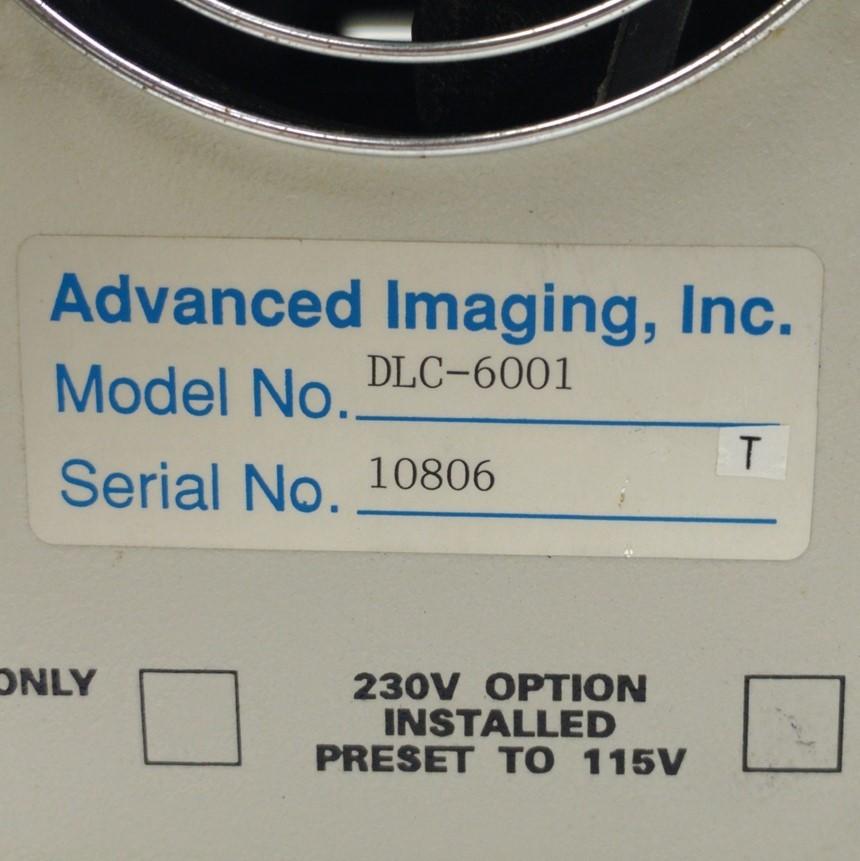 Advanced Imaging, Inc.
Model No. DLC-6001
T
Serial No. 10806
ONLY
230V OPTION
INSTALLED
PRESET TO 115V